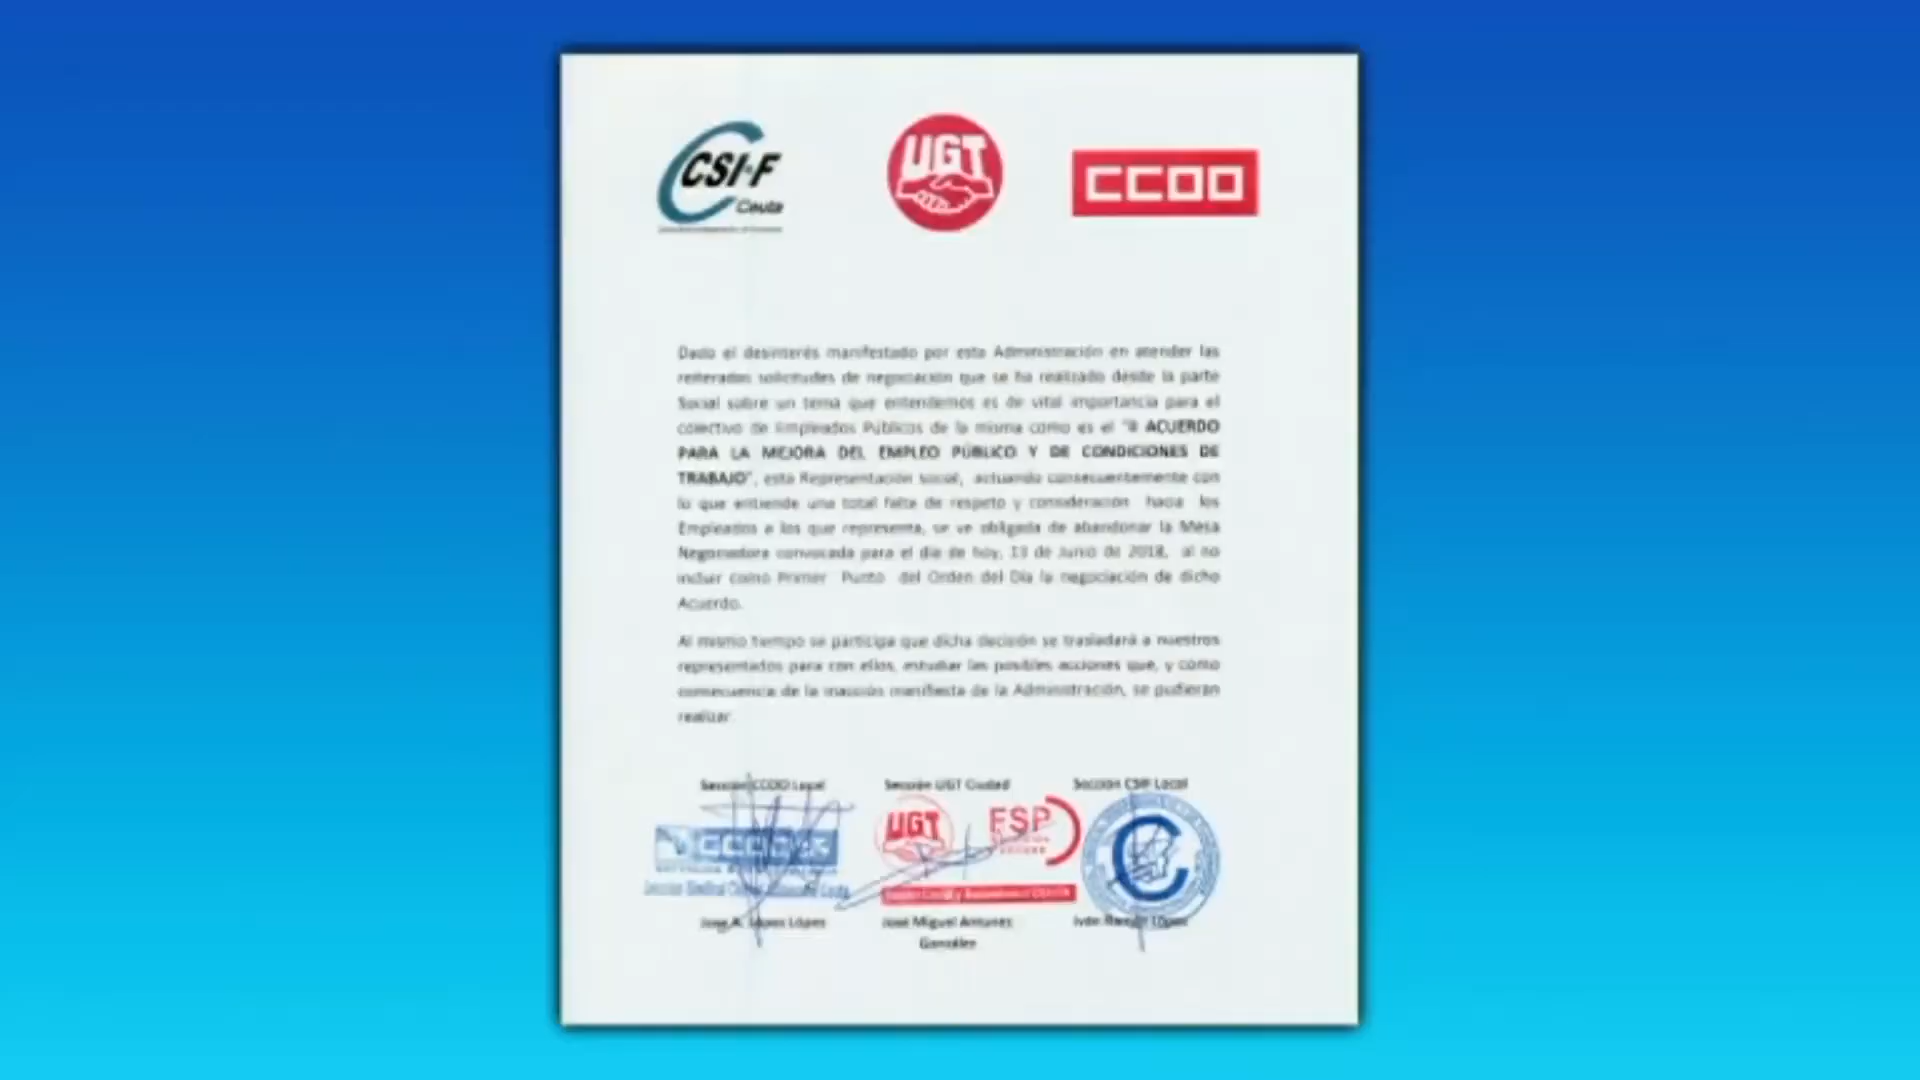 CSI-F
Ceuta
UGT
CCOO
Dado el desinterés manifestado por esta Administración en atender las
reiteradas solicitudes de negociación que se ha realizado desde la parte
Social sobre un tema que entendemos es de vital importancia para el
colectivo de Empleados Públicos de la misma como es el "II ACUERDO
PARA LA MEJORA DEL EMPLEO PÚBLICO Y DE CONDICIONES DE
TRABAJO", esta Representación social, actuando consecuentemente con
lo que entiende una total falta de respeto y consideración hacia los
Empleados a los que representa, se ve obligada de abandonar la Mesa
Negociadora convocada para el día de hoy, 13 de Junio de 2018, al no
incluir como Primer Punto del Orden del Día la negociación de dicho
Acuerdo.
Al mismo tiempo se participa que dicha decisión se trasladará a nuestros
representados para con ellos, estudiar las posibles acciones que, y como
consecuencia de la inacción manifiesta de la Administración, se pudieran
realizar.
Sección CCOO Local
Sección UGT Ciudad
Sección CSIF Local
UGT
FSP
Jose A. López López
José Miguel Antunez
González
Iván Ramón López